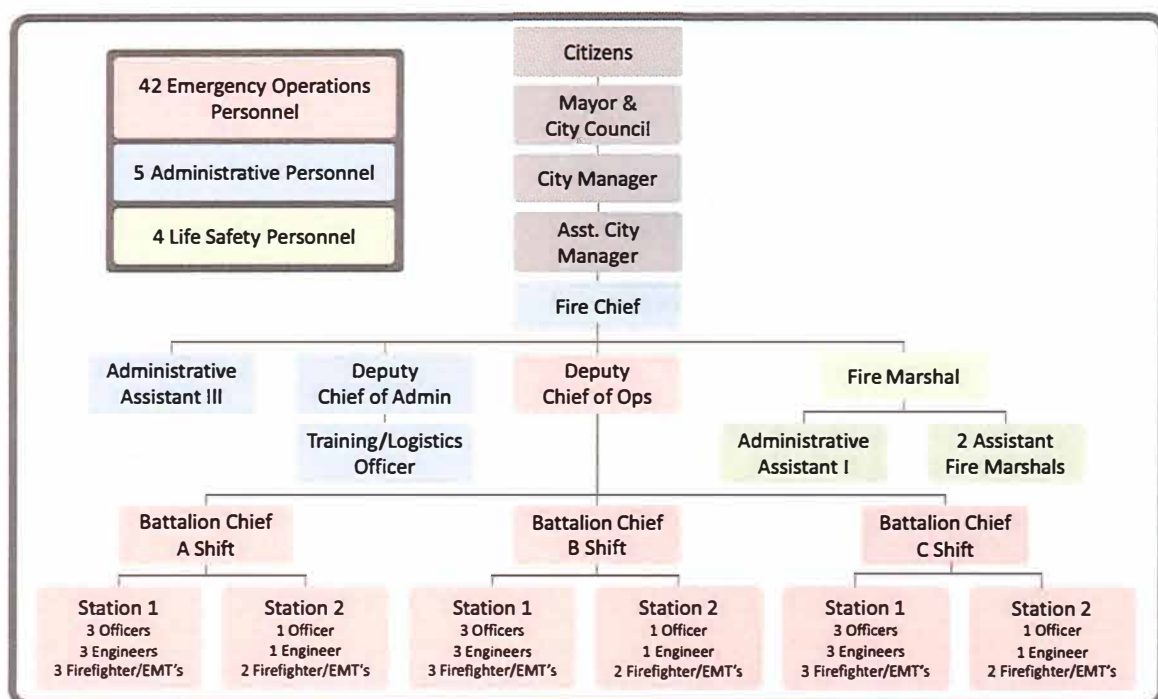 42 Emergency Operations
Personnel
5 Administrative Personnel
4 Life Safety Personnel
Citizens
Mayor &
City Council
City Manager
Asst. City
Manager
Fire Chief
Administrative
Assistant III
Deputy
Chief of Admin
Deputy
Chief of Ops
Fire Marshal
Training/Logistics
Officer
Administrative
Assistant I
2 Assistant
Fire Marshals
Battalion Chief
A Shift
Battalion Chief
B Shift
Battalion Chief
C Shift
Station 1
3 Officers
3 Engineers
3 Firefighter/EMT's
Station 2
1 Officer
1 Engineer
2 Firefighter/EMT's
Station 1
3 Officers
3 Engineers
3 Firefighter/EMT's
Station 2
1 Officer
1 Engineer
2 Firefighter/EMT's
Station 1
3 Officers
3 Engineers
3 Firefighter/EMT's
Station 2
1 Officer
1 Engineer
2 Firefighter/EMT's